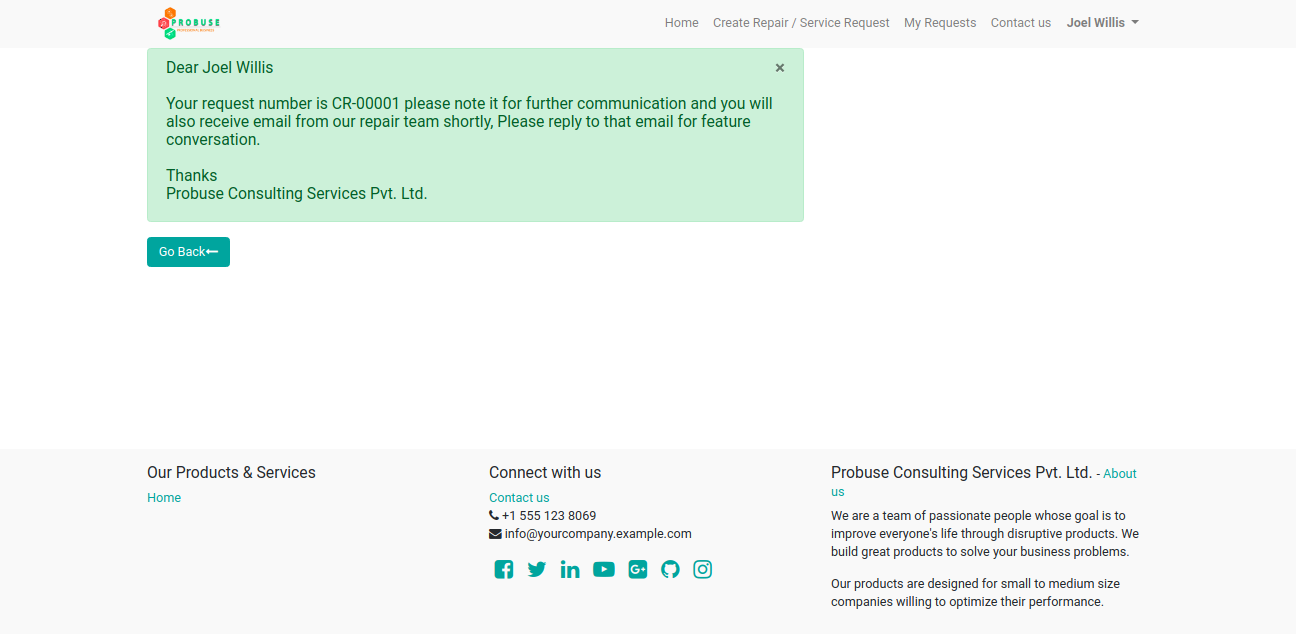 PROBUSE
Home Create Repair / Service Request My Requests Contact us Joel Willis
Dear Joel Willis ×
Your request number is CR-00001 please note it for further communication and you will
also receive email from our repair team shortly, Please reply to that email for feature
conversation.
Thanks
Probuse Consulting Services Pvt. Ltd.
Go Back
Our Products & Services
Home
Connect with us
Contact us
+1 555 123 8069
info@yourcompany.example.com
Probuse Consulting Services Pvt. Ltd. - About
us
We are a team of passionate people whose goal is to
improve everyone's life through disruptive products. We
build great products to solve your business problems.
Our products are designed for small to medium size
companies willing to optimize their performance.